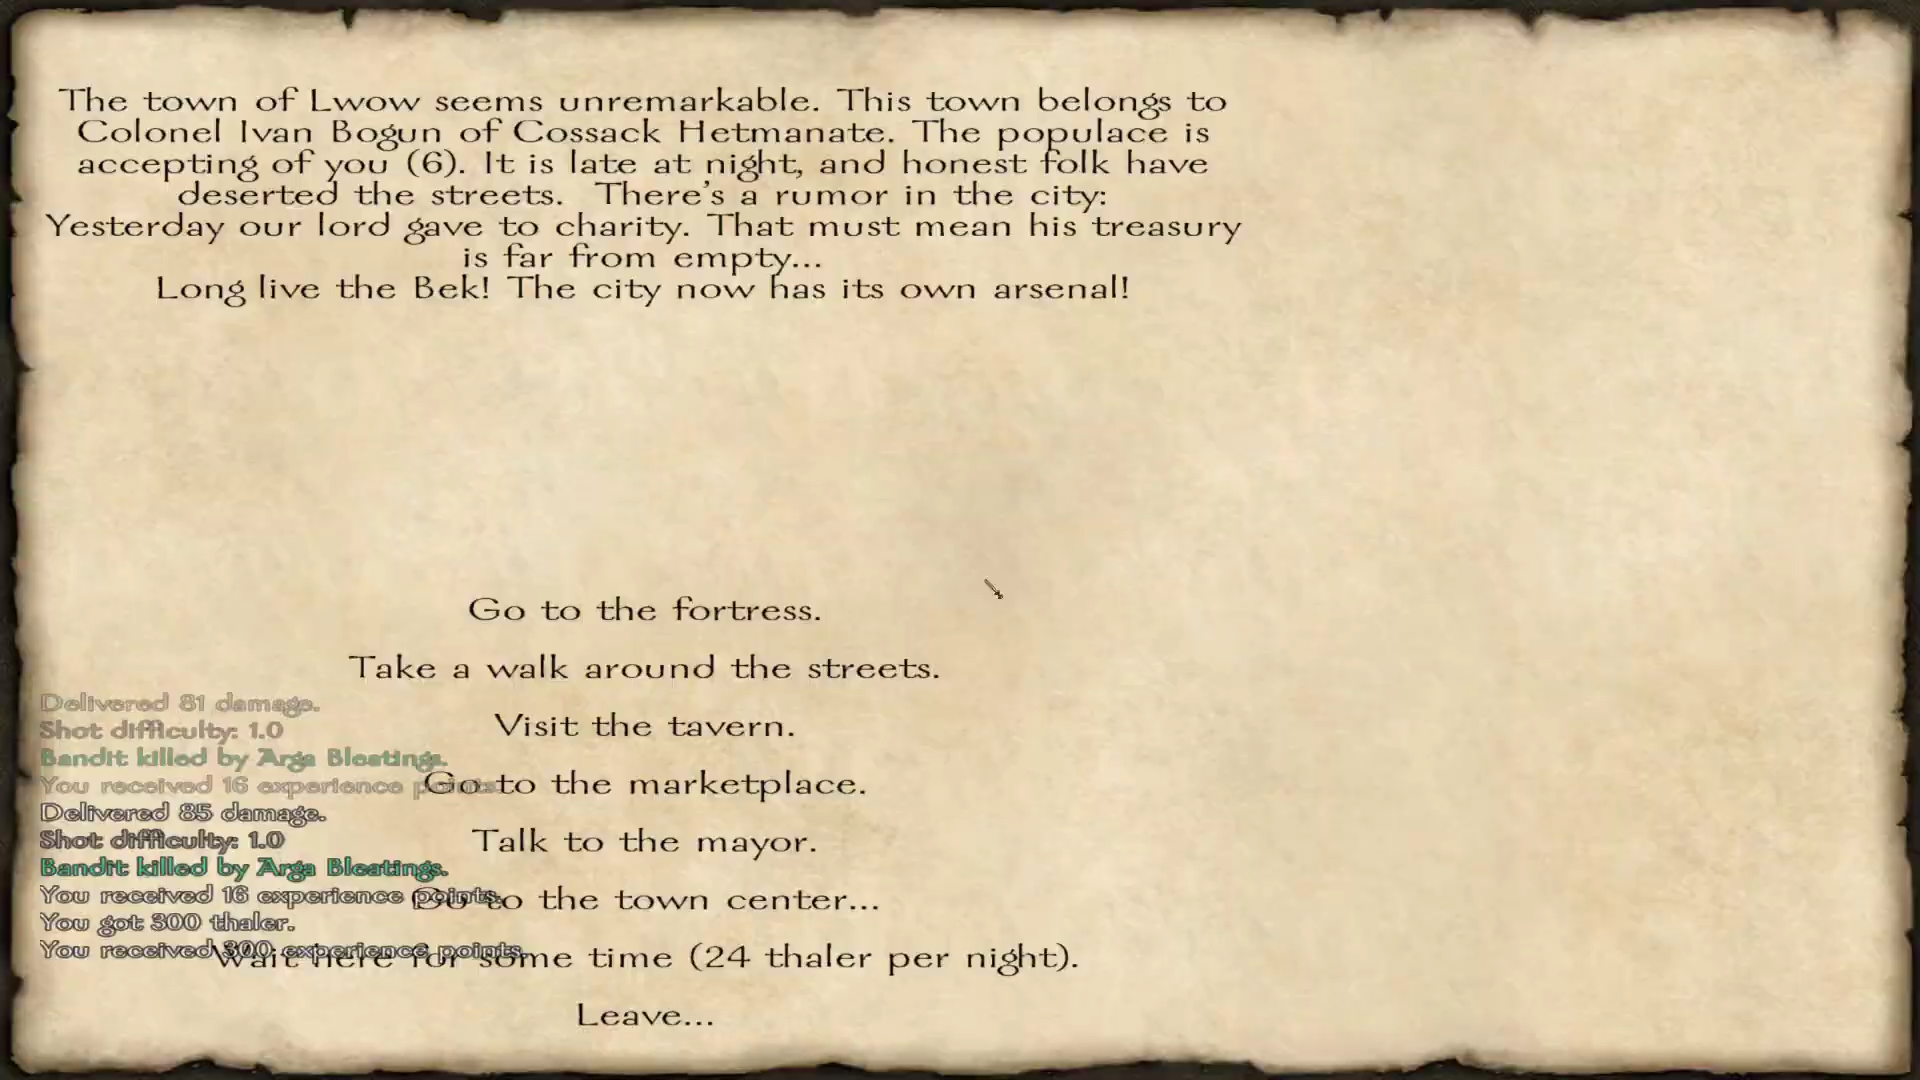 The town of Lwow seems unremarkable. This town belongs to
Colonel Ivan Bogun of Cossack Hetmanate. The populace is
accepting of you (6). It is late at night, and honest folk have
deserted the streets.  There's a rumor in the city:
Yesterday our lord gave to charity. That must mean his treasury
is far from empty...
Long live the Bek! The city now has its own arsenal!
Go to the fortress.
Take a walk around the streets.
Visit the tavern.
Go to the marketplace.
Talk to the mayor.
Go to the town center...
Wait here for some time (24 thaler per night).
Leave...
Delivered 81 damage.
Shot difficulty: 1.0
Bandit killed by Arga Bleatings.
You received 16 experience points.
Delivered 85 damage.
Shot difficulty: 1.0
Bandit killed by Arga Bleatings.
You received 16 experience points.
You got 300 thaler.
You received 300 experience points.